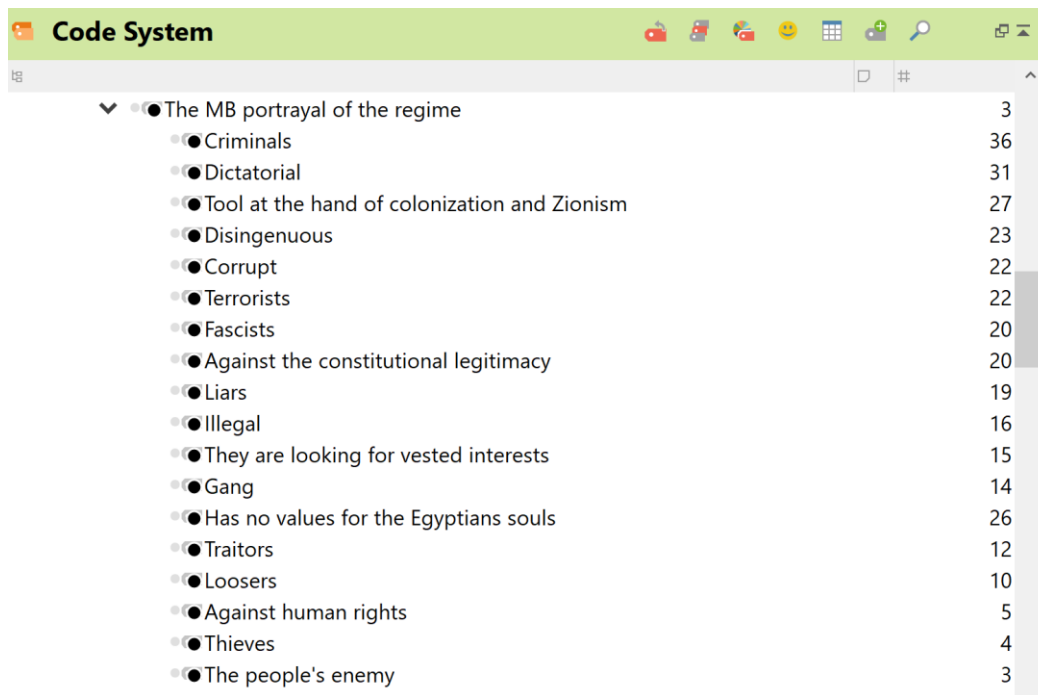 Code System
#
The MB portrayal of the regime 3
Criminals 36
Dictatorial 31
Tool at the hand of colonization and Zionism 27
Disingenuous 23
Corrupt 22
Terrorists 22
Fascists 20
Against the constitutional legitimacy 20
Liars 19
Illegal 16
They are looking for vested interests 15
Gang 14
Has no values for the Egyptians souls 26
Traitors 12
Loosers 10
Against human rights 5
Thieves 4
The people's enemy 3